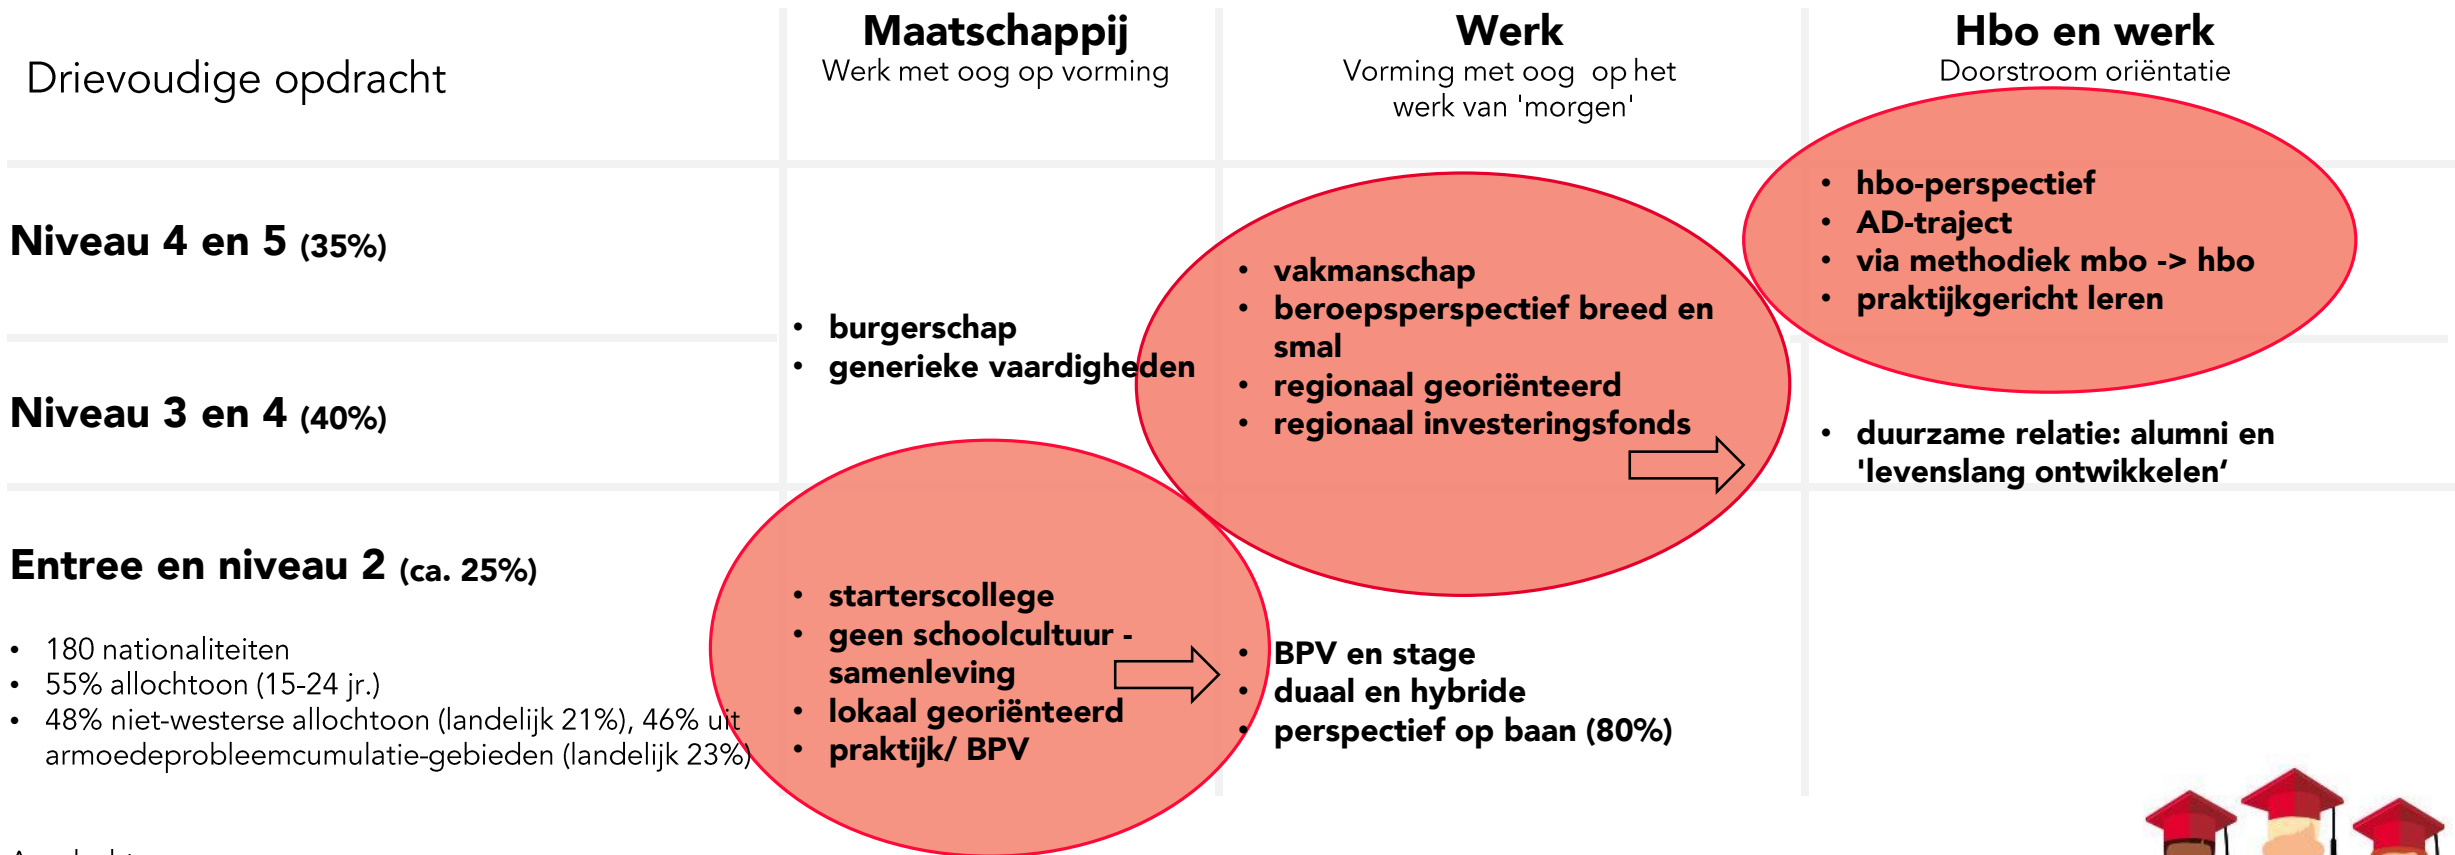 Drievoudige opdracht
Maatschappij
Werk met oog op vorming
Werk
Vorming met oog op het
werk van 'morgen'
Hbo en werk
Doorstroom oriëntatie
Niveau 4 en 5 (35%)
• hbo-perspectief
• AD-traject
• via methodiek mbo -> hbo
• praktijkgericht leren
• burgerschap
• generieke vaardigheden
• vakmanschap
• beroepsperspectief breed en
smal
• regionaal georiënteerd
• regionaal investeringsfonds
Niveau 3 en 4 (40%)
• duurzame relatie: alumni en
'levenslang ontwikkelen‘
Entree en niveau 2 (ca. 25%)
• 180 nationaliteiten
• 55% allochtoon (15-24 jr.)
• 48% niet-westerse allochtoon (landelijk 21%), 46% uit
armoedeprobleemcumulatie-gebieden (landelijk 23%)
• starterscollege
• geen schoolcultuur -
samenleving
• lokaal georiënteerd
• praktijk/ BPV
• BPV en stage
• duaal en hybride
• perspectief op baan (80%)